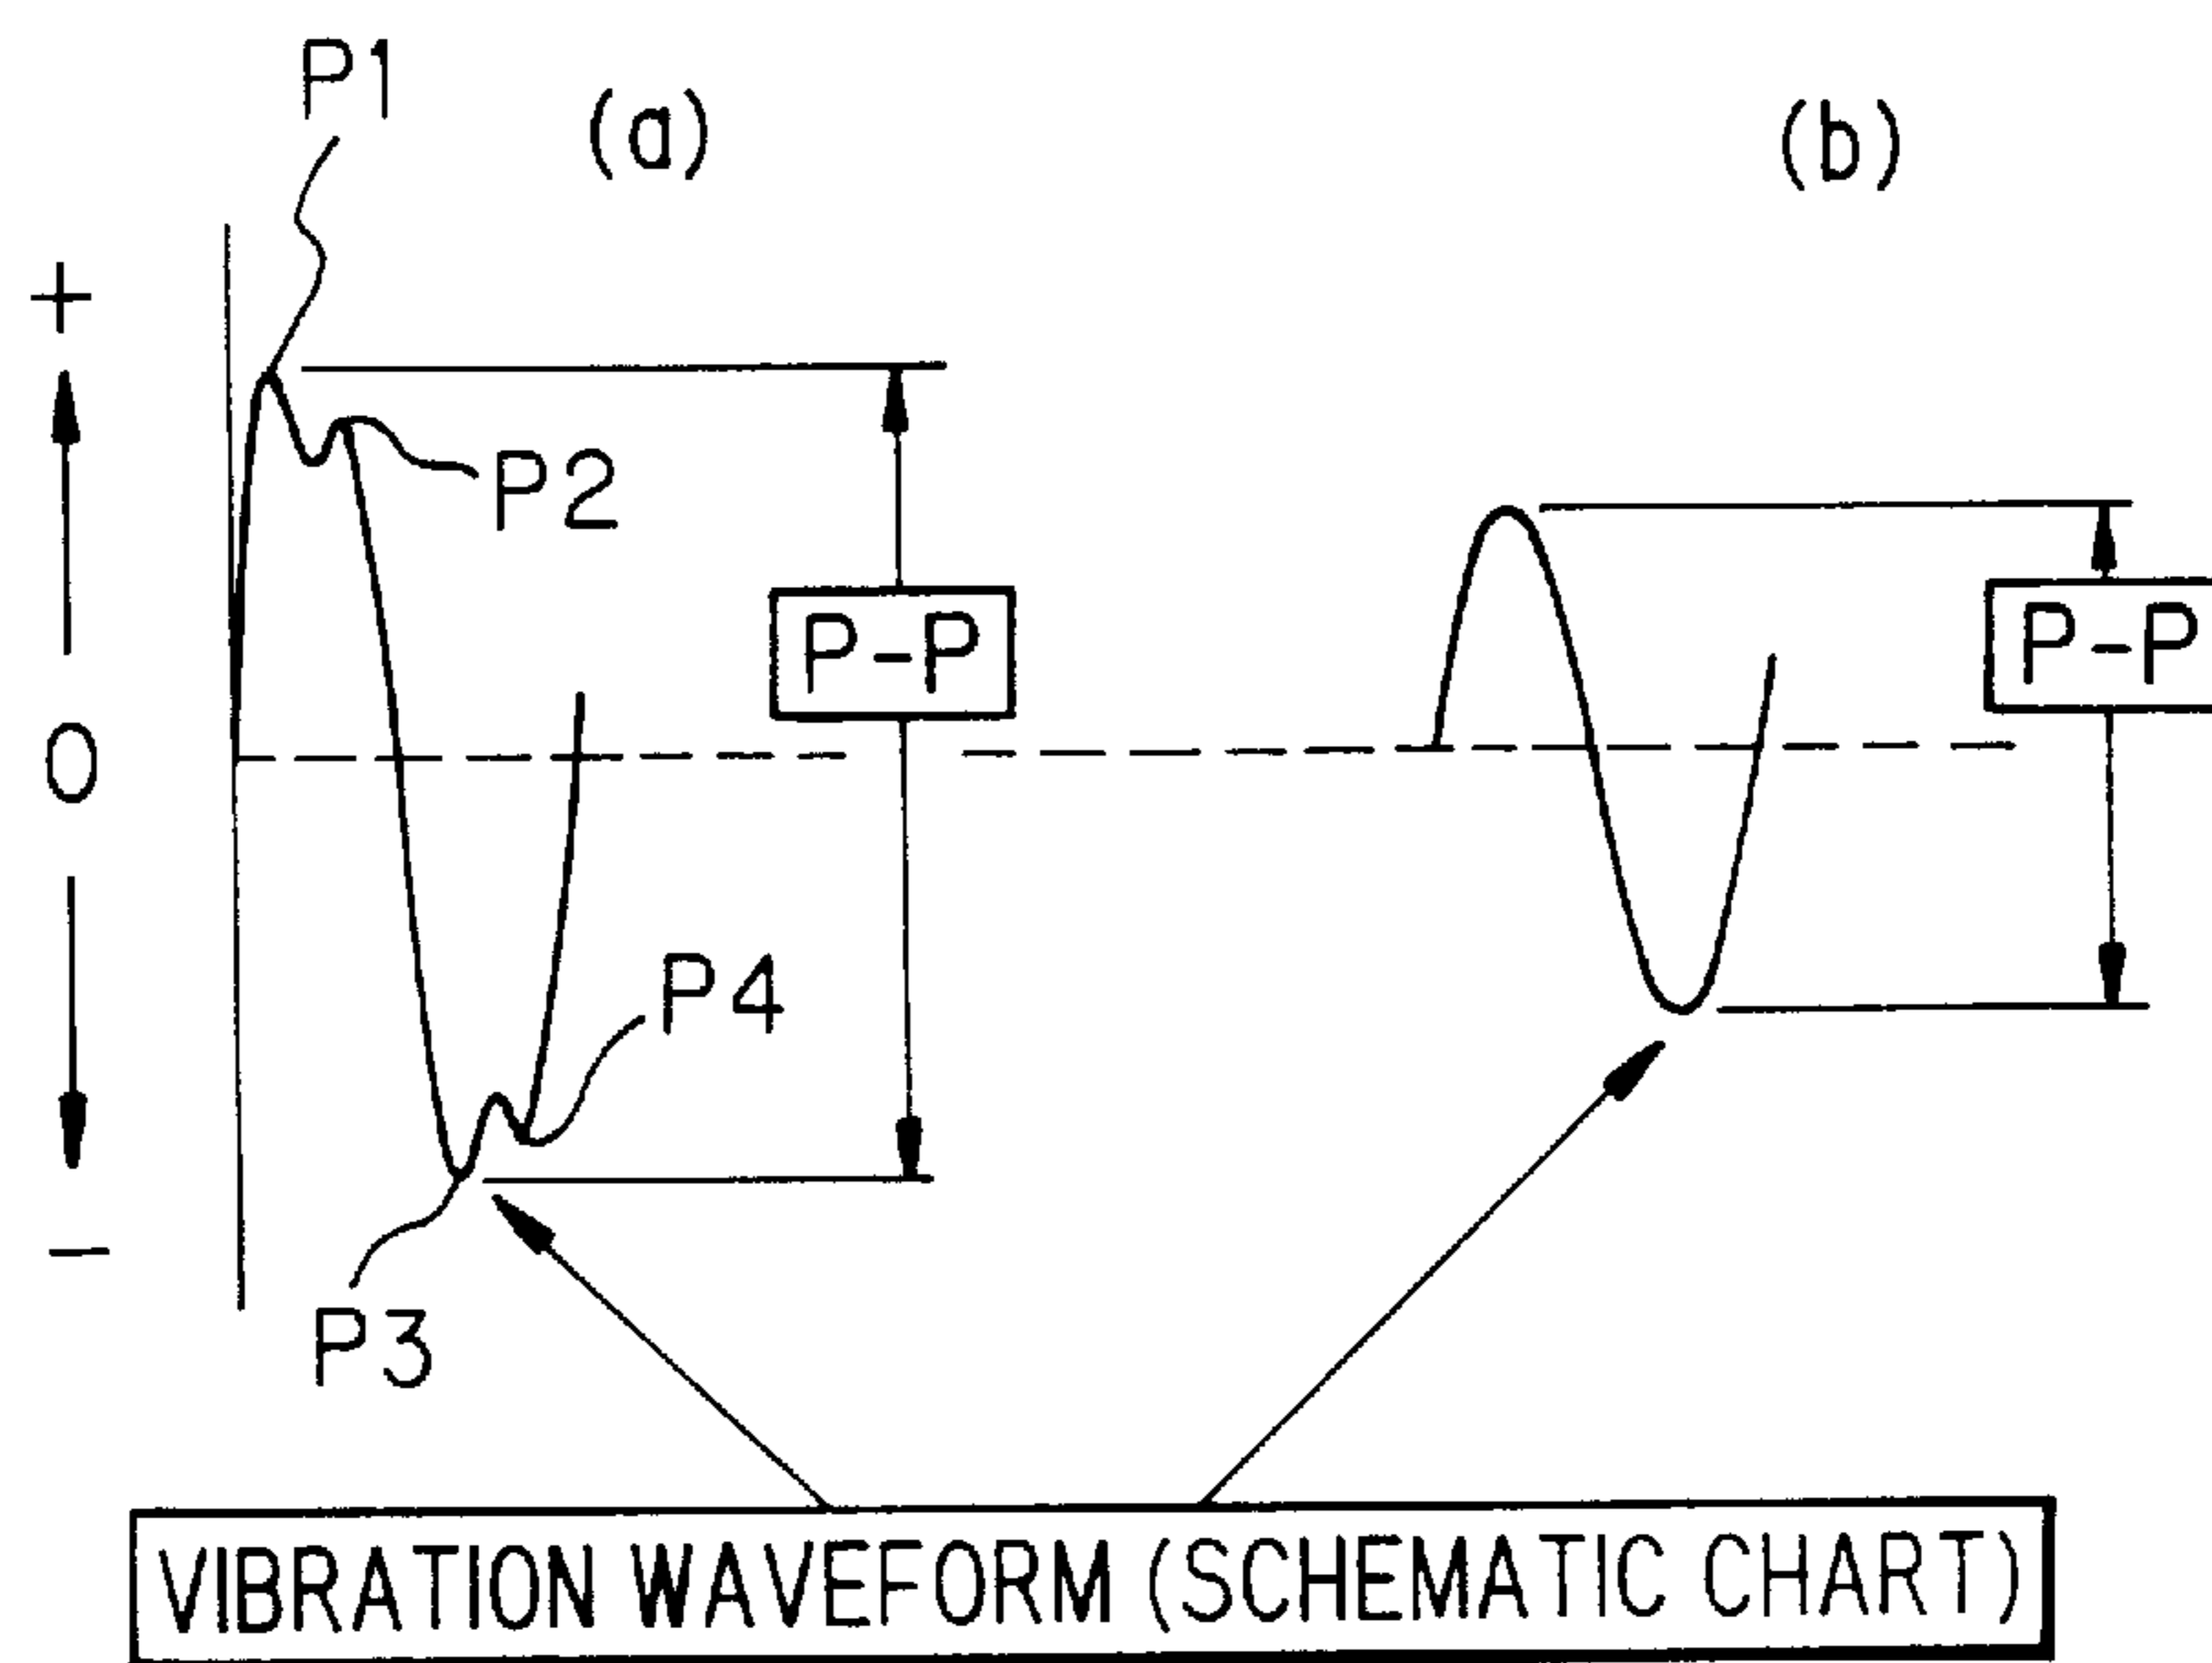 P1
(a)
(b)
+
P2
P-P
P-P
0
P4
−
P3
VIBRATION WAVEFORM (SCHEMATIC CHART)